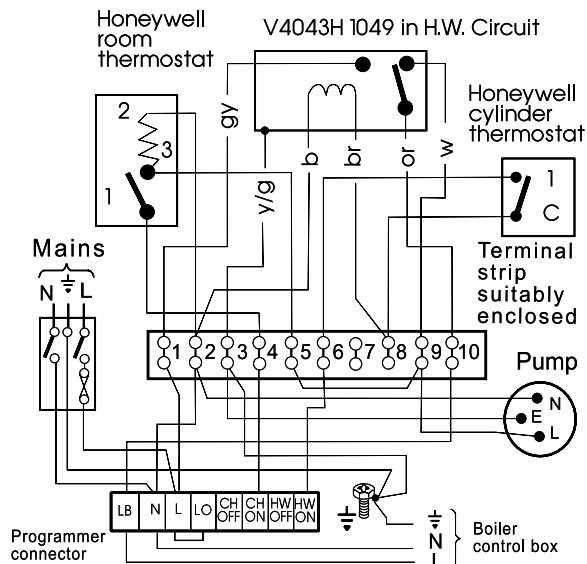 Honeywell
room
thermostat
V4043H 1049 in H.W. Circuit
Honeywell
cylinder
thermostat
2
3
1
gy
b
br
or
w
y/g
1
C
Terminal
strip
suitably
enclosed
Mains
N L
1 2 3 4 5 6 7 8 9 10
Pump
N
E
L
LB N L LO CH OFF CH ON HW OFF HW ON
Programmer
connector
Boiler
control box
N
L